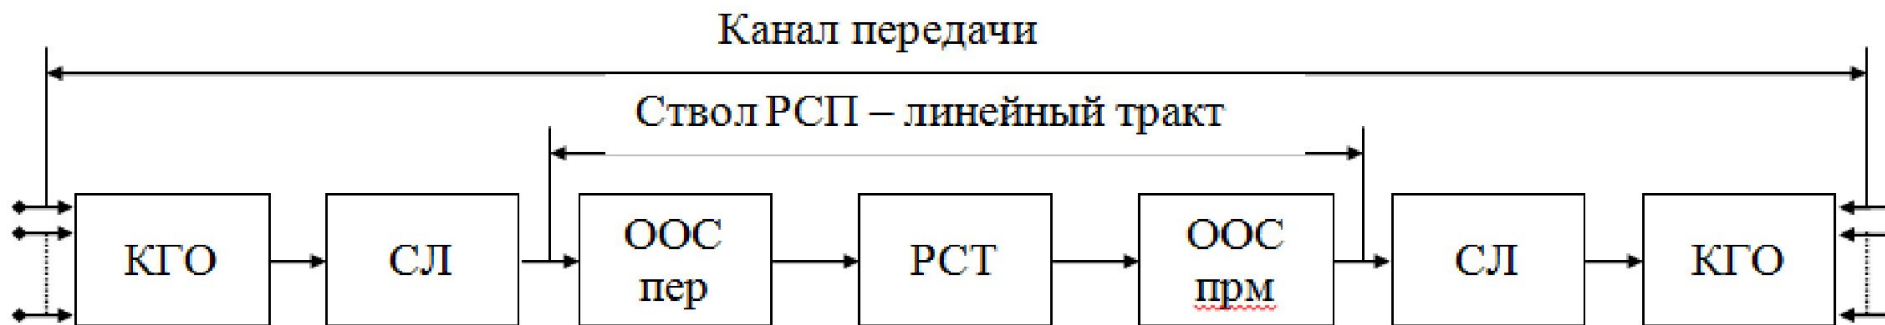 Канал передачи
Ствол РСП – линейный тракт
КГО
СЛ
ООС
пер
РСТ
ООС
прм
СЛ
КГО